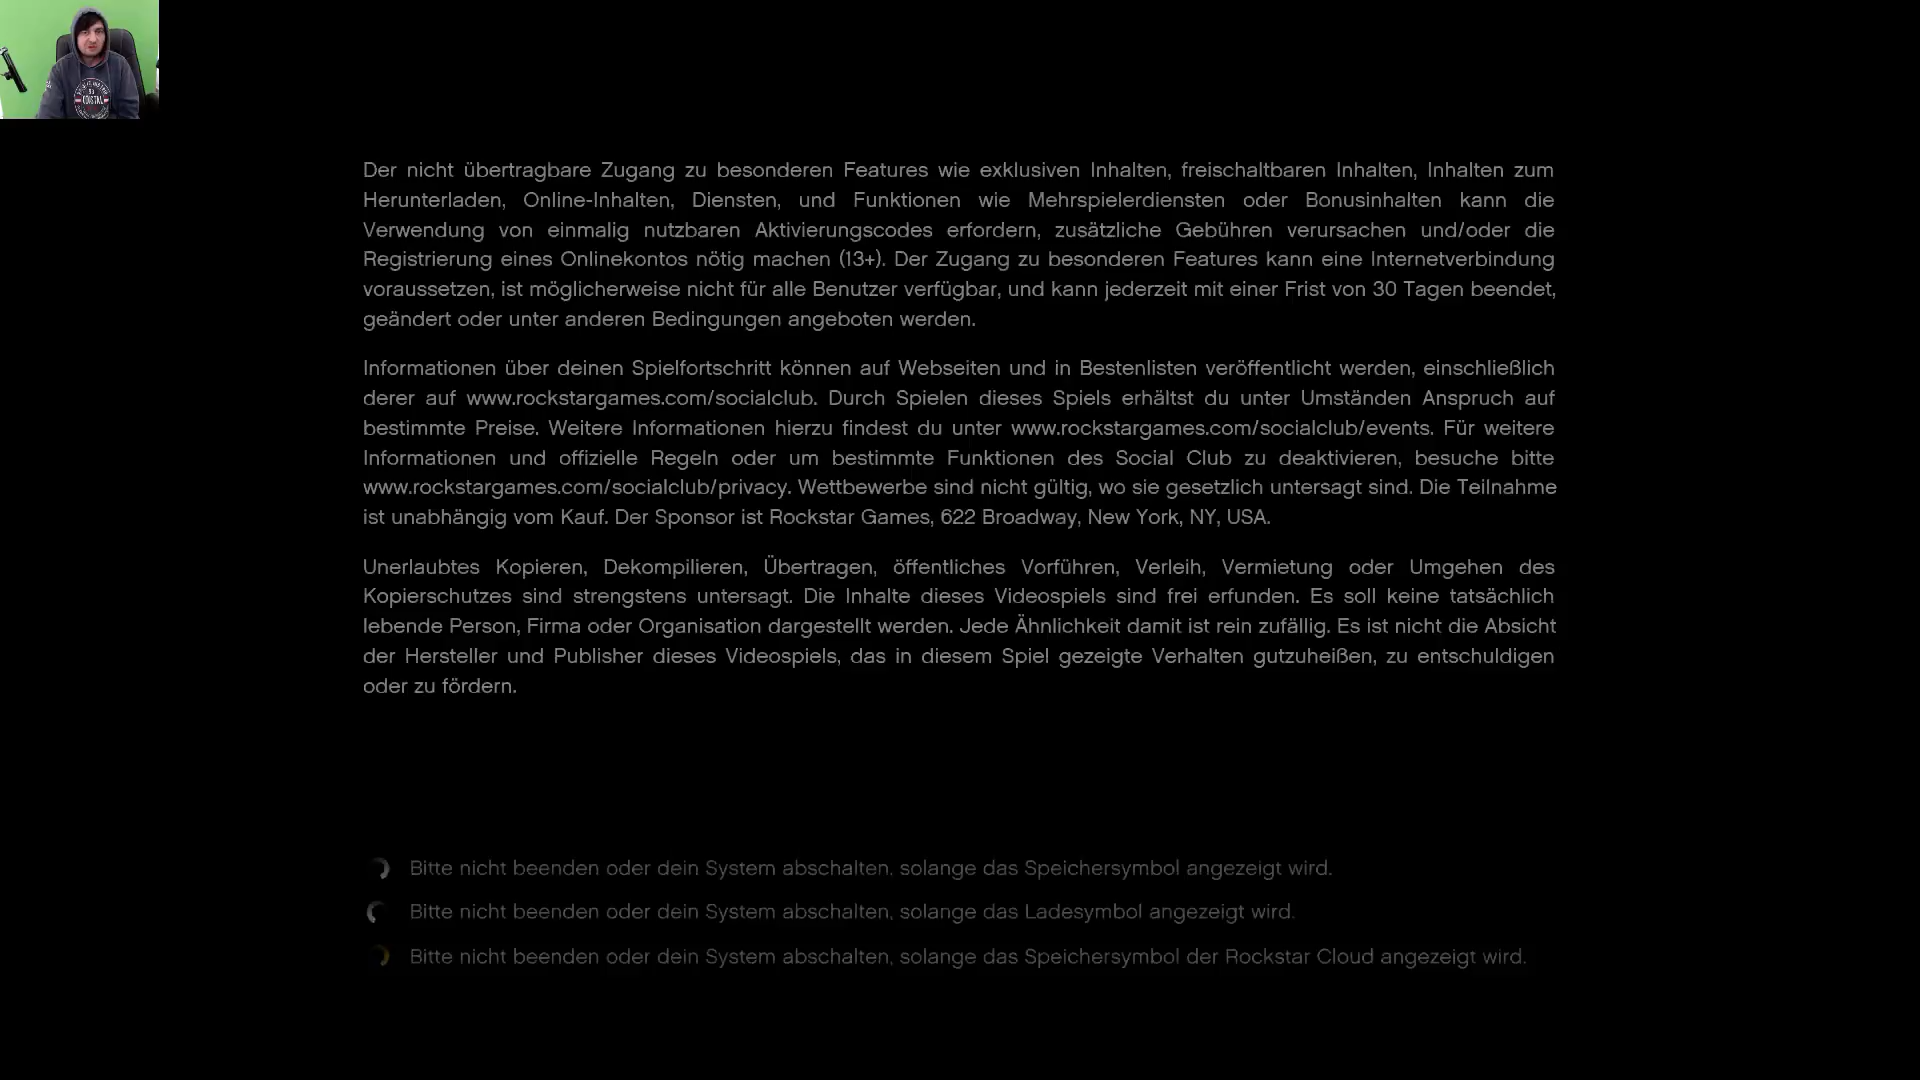 Der nicht übertragbare Zugang zu besonderen Features wie exklusiven Inhalten, freischaltbaren Inhalten, Inhalten zum
Herunterladen, Online-Inhalten, Diensten, und Funktionen wie Mehrspielerdiensten oder Bonusinhalten kann die
Verwendung von einmalig nutzbaren Aktivierungscodes erfordern, zusätzliche Gebühren verursachen und/oder die
Registrierung eines Onlinekontos nötig machen (13+). Der Zugang zu besonderen Features kann eine Internetverbindung
voraussetzen, ist möglicherweise nicht für alle Benutzer verfügbar, und kann jederzeit mit einer Frist von 30 Tagen beendet,
geändert oder unter anderen Bedingungen angeboten werden.
Informationen über deinen Spielfortschritt können auf Webseiten und in Bestenlisten veröffentlicht werden, einschließlich
derer auf www.rockstargames.com/socialclub. Durch Spielen dieses Spiels erhältst du unter Umständen Anspruch auf
bestimmte Preise. Weitere Informationen hierzu findest du unter www.rockstargames.com/socialclub/events. Für weitere
Informationen und offizielle Regeln oder um bestimmte Funktionen des Social Club zu deaktivieren, besuche bitte
www.rockstargames.com/socialclub/privacy. Wettbewerbe sind nicht gültig, wo sie gesetzlich untersagt sind. Die Teilnahme
ist unabhängig vom Kauf. Der Sponsor ist Rockstar Games, 622 Broadway, New York, NY, USA.
Unerlaubtes Kopieren, Dekompilieren, Übertragen, öffentliches Vorführen, Verleih, Vermietung oder Umgehen des
Kopierschutzes sind strengstens untersagt. Die Inhalte dieses Videospiels sind frei erfunden. Es soll keine tatsächlich
lebende Person, Firma oder Organisation dargestellt werden. Jede Ähnlichkeit damit ist rein zufällig. Es ist nicht die Absicht
der Hersteller und Publisher dieses Videospiels, das in diesem Spiel gezeigte Verhalten gutzuheißen, zu entschuldigen
oder zu fördern.
Bitte nicht beenden oder dein System abschalten, solange das Speichersymbol angezeigt wird.
Bitte nicht beenden oder dein System abschalten, solange das Ladesymbol angezeigt wird.
Bitte nicht beenden oder dein System abschalten, solange das Speichersymbol der Rockstar Cloud angezeigt wird.